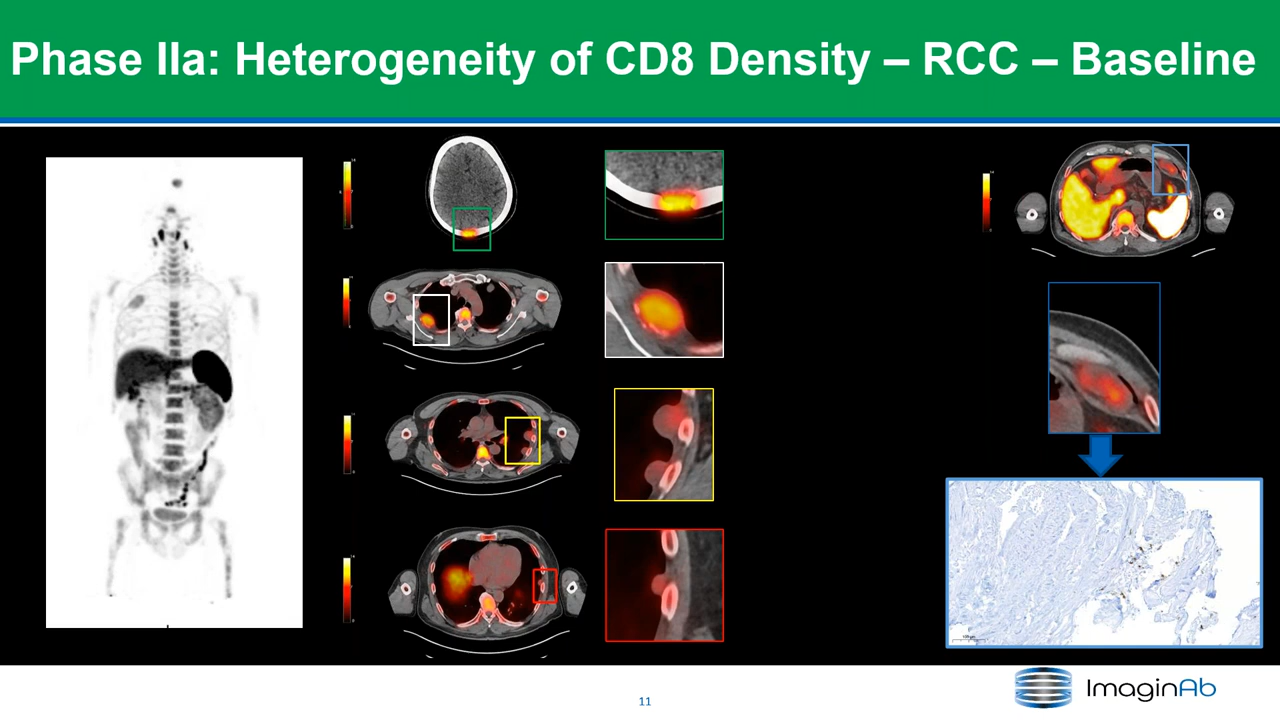 Phase IIa: Heterogeneity of CD8 Density – RCC – Baseline
11
ImaginAb